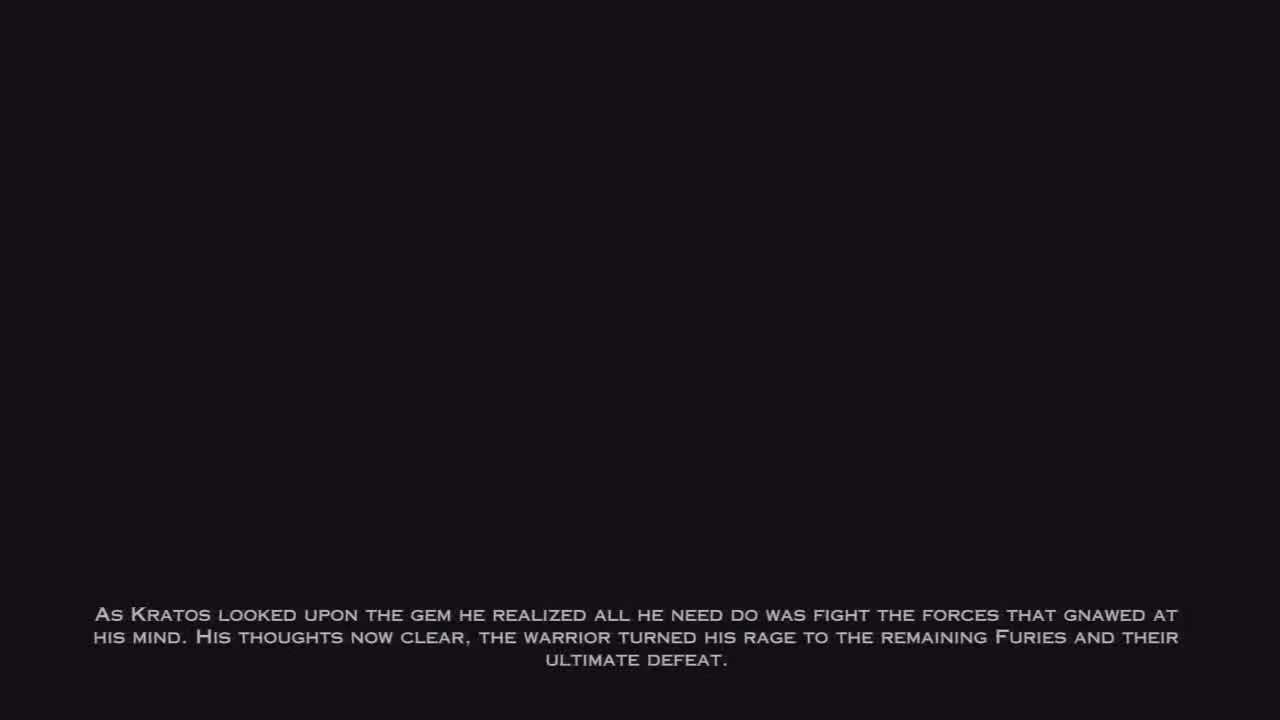 As Kratos looked upon the gem he realized all he need do was fight the forces that gnawed at
his mind. His thoughts now clear, the warrior turned his rage to the remaining Furies and their
ultimate defeat.